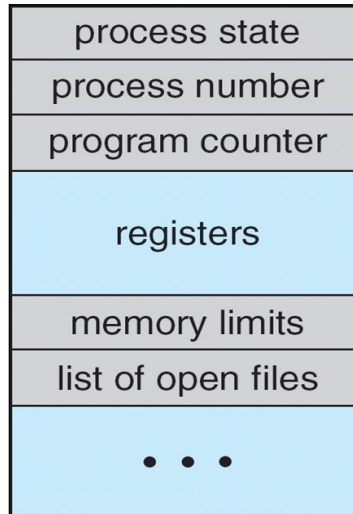 process state
process number
program counter
registers
memory limits
list of open files
• • •